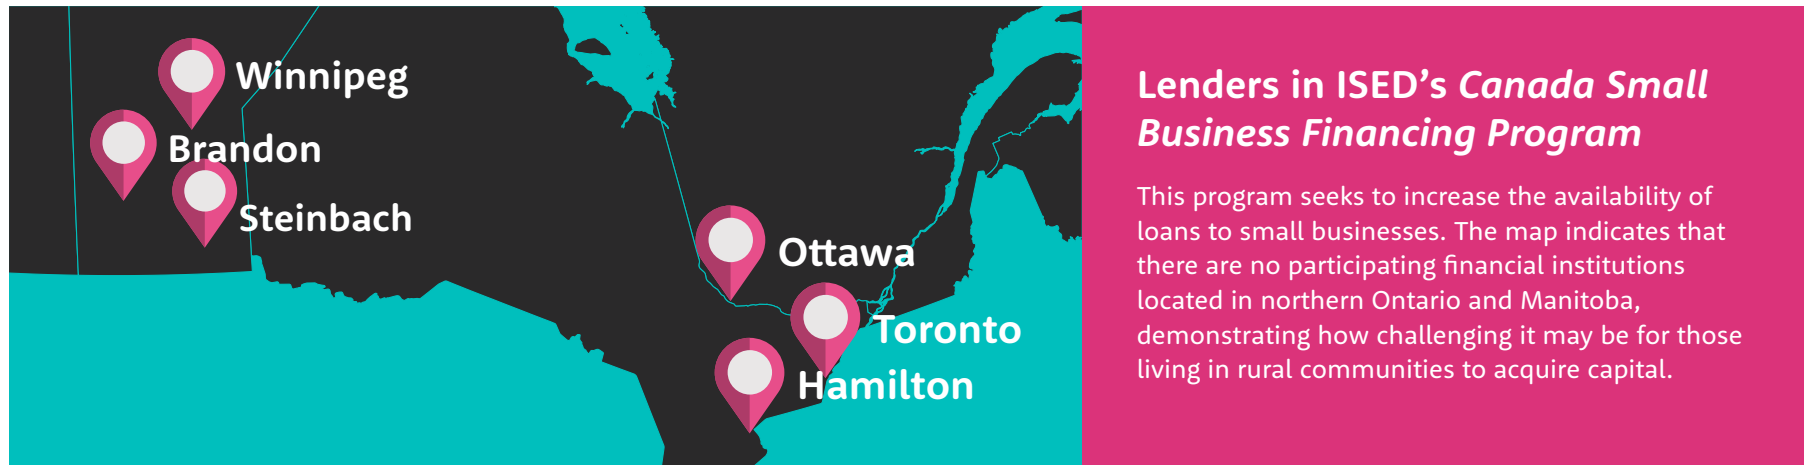 Winnipeg
Brandon
Steinbach
Ottawa
Toronto
Hamilton
Lenders in ISED’s Canada Small
Business Financing Program
This program seeks to increase the availability of
loans to small businesses. The map indicates that
there are no participating financial institutions
located in northern Ontario and Manitoba,
demonstrating how challenging it may be for those
living in rural communities to acquire capital.